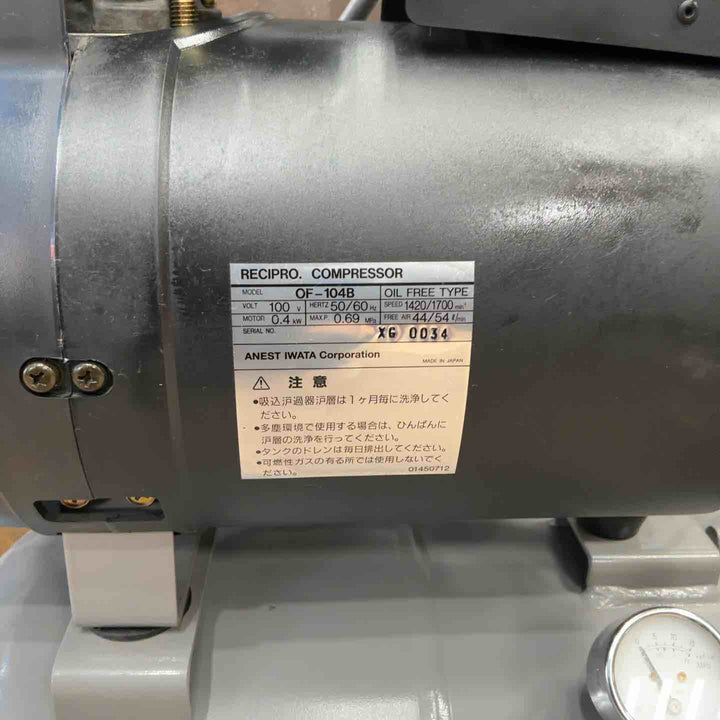 RECIPRO. COMPRESSOR
MODEL OF-104B OIL FREE TYPE
VOLT 100 V HERTZ 50/60 Hz SPEED 1420/1700 min⁻¹
MOTOR 0.4 kW MAX.P. 0.69 MPa FREE AIR 44/54 ℓ/min
SERIAL NO. XG 0034
ANEST IWATA Corporation MADE IN JAPAN
⚠ 注意
•吸込沪過器沪層は1ヶ月毎に洗浄してく
ださい。
•多塵環境で使用する場合は、ひんぱんに
沪層の洗浄を行ってください。
•タンクのドレンは毎日排出してください。
•可燃性ガスの有る所では使用しないでく
ださい。 01450712